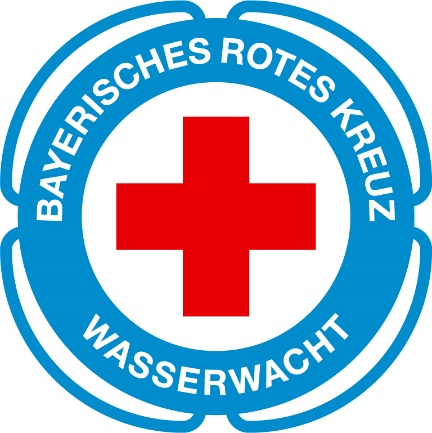 BAYERISCHES ROTES KREUZ
WASSERWACHT